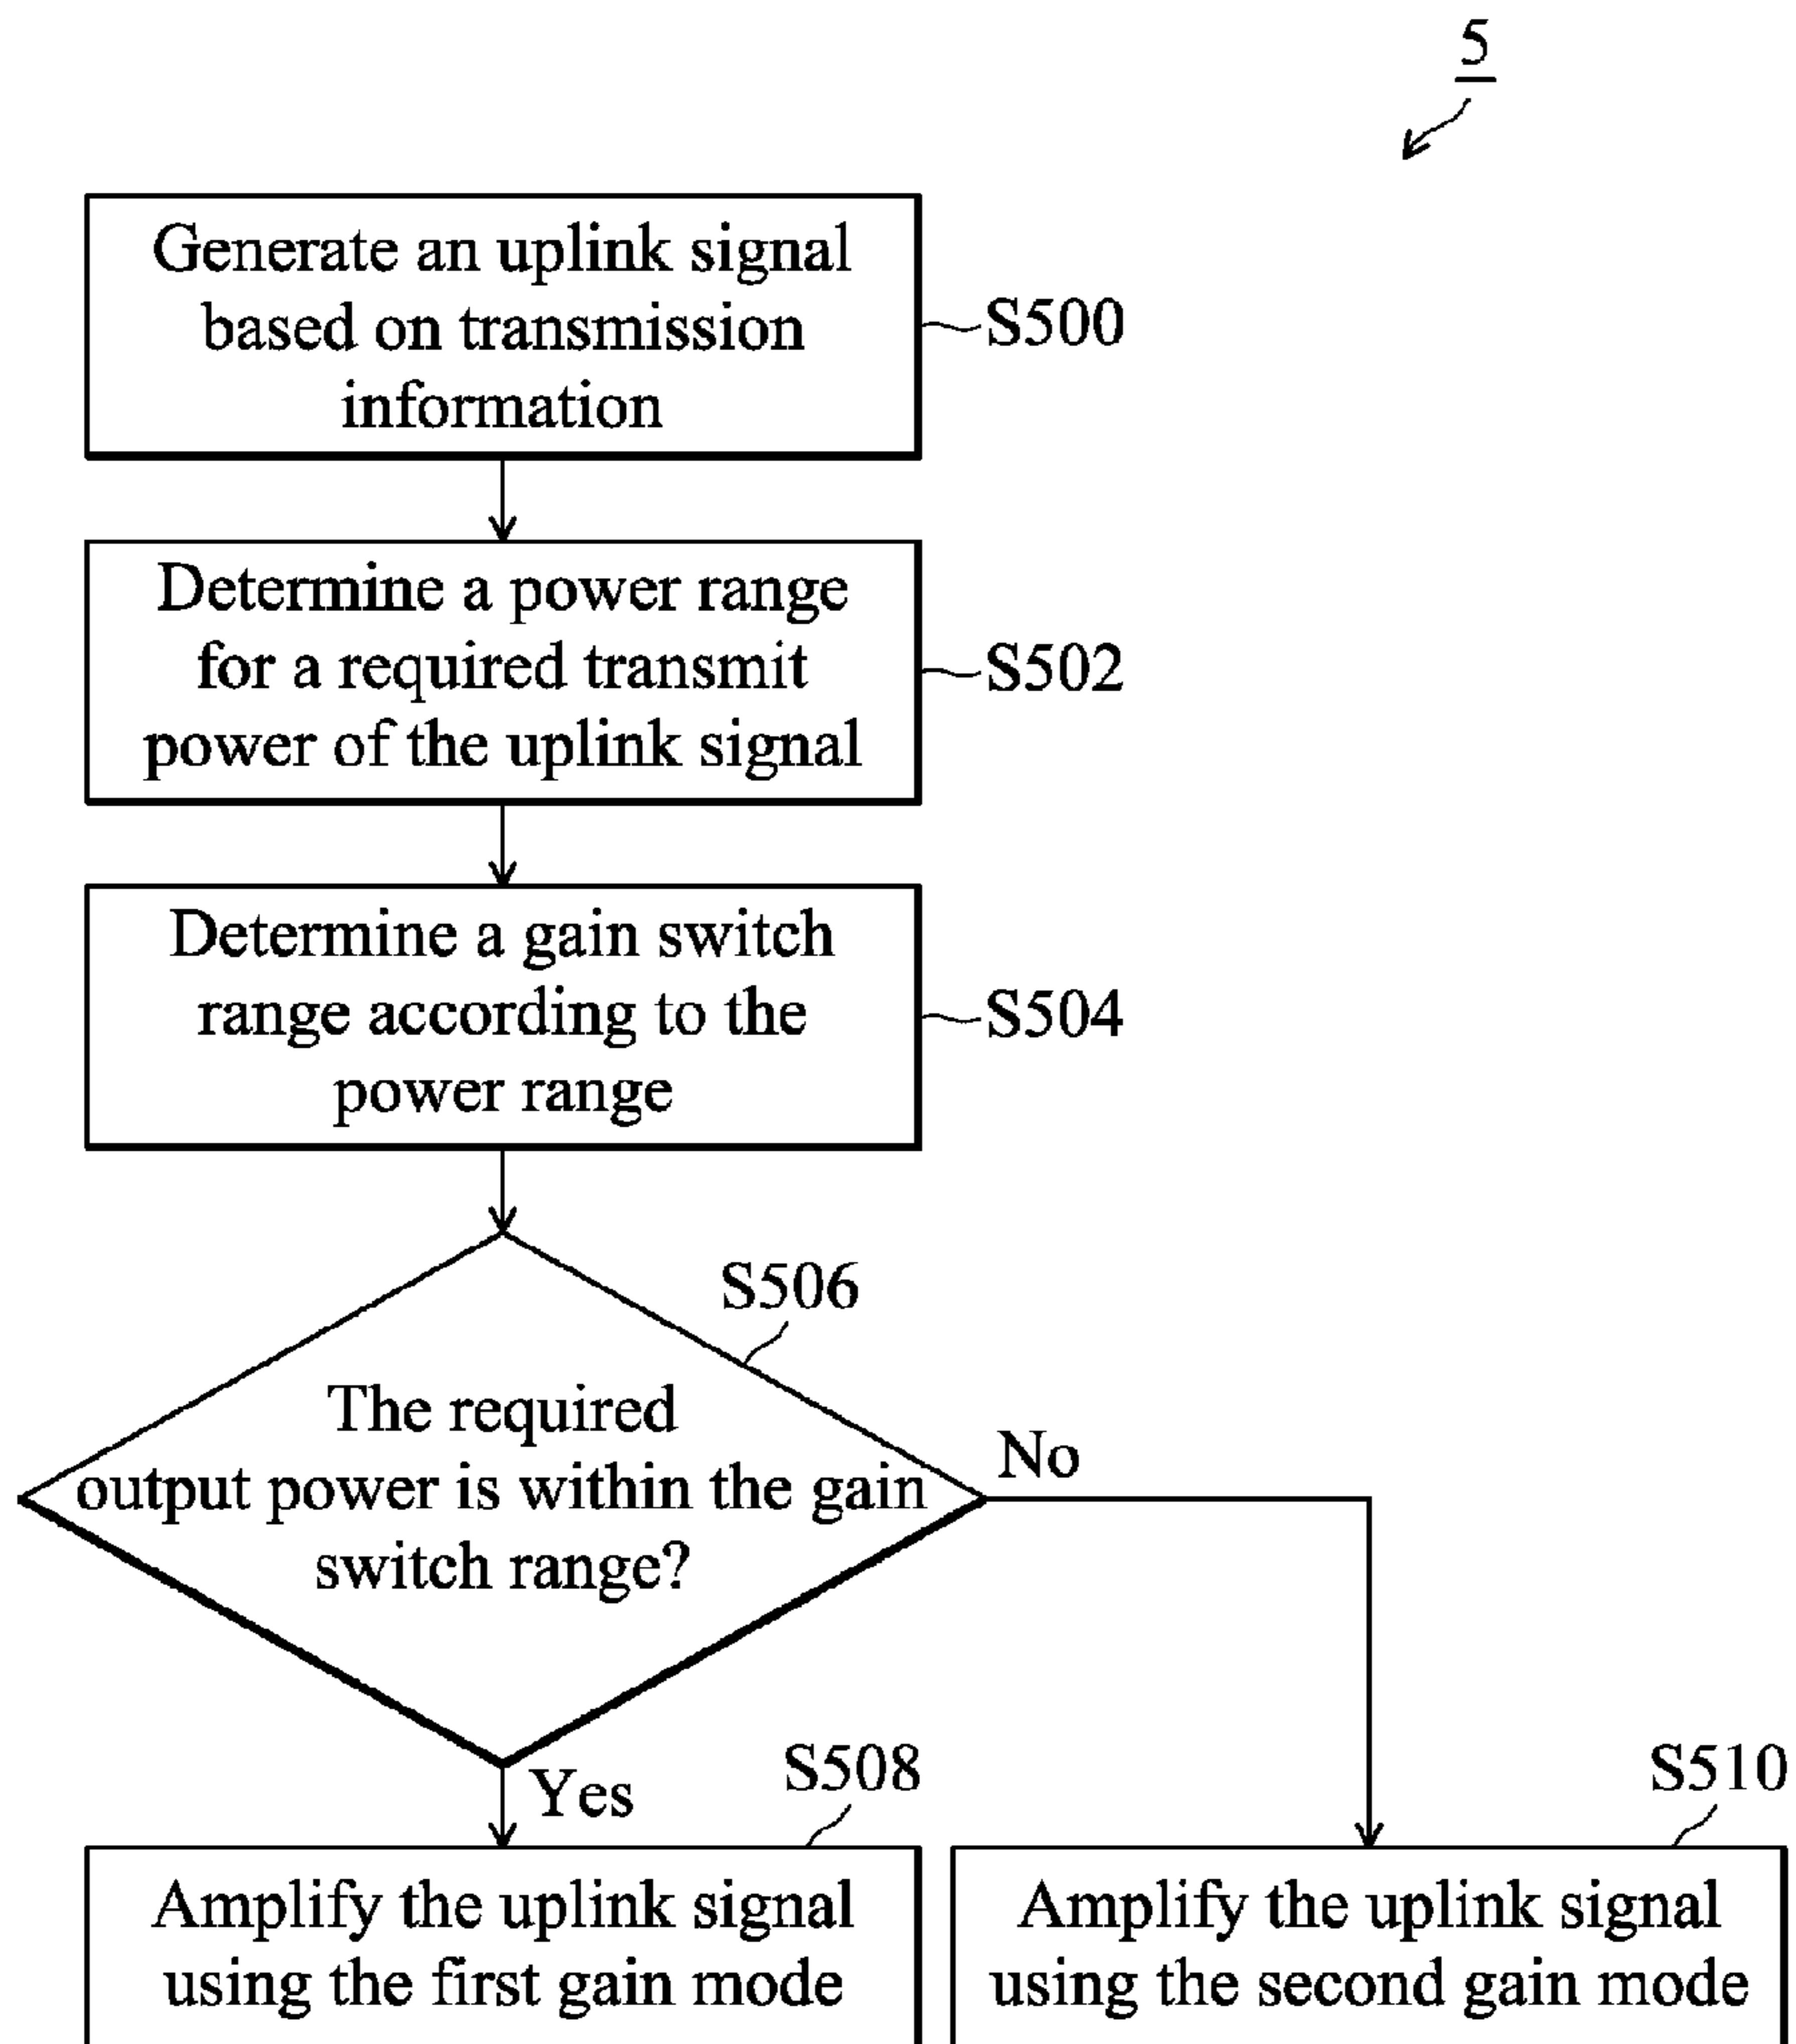 5
Generate an uplink signal
based on transmission
information
S500
Determine a power range
for a required transmit
power of the uplink signal
S502
Determine a gain switch
range according to the
power range
S504
S506
The required
output power is within the gain
switch range?
No
Yes
S508
Amplify the uplink signal
using the first gain mode
S510
Amplify the uplink signal
using the second gain mode